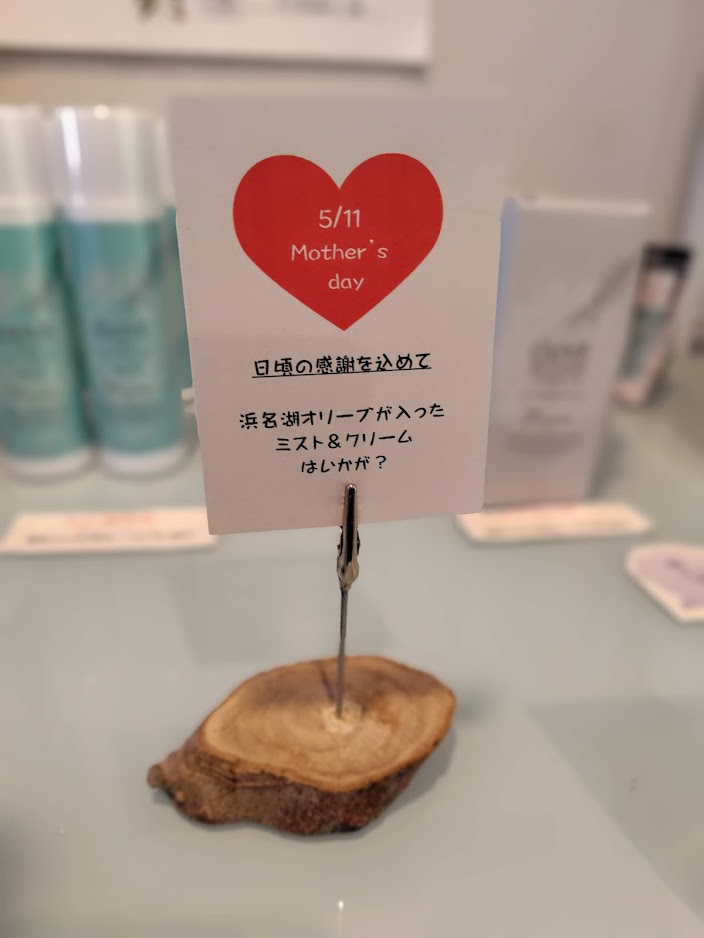 5/11
Mother's
day
日頃の感謝を込めて
浜名湖オリーブが入った
ミスト＆クリーム
はいかが？